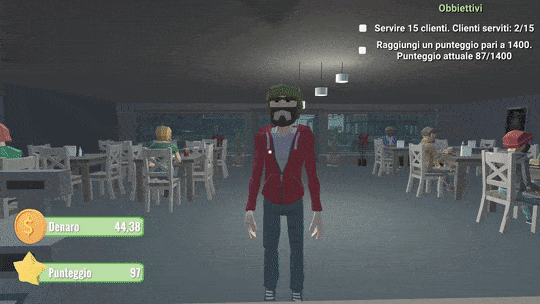 Obbiettivi
Servire 15 clienti. Clienti serviti: 2/15
Raggiungi un punteggio pari a 1400.
Punteggio attuale 87/1400
Denaro 44,38
Punteggio 97